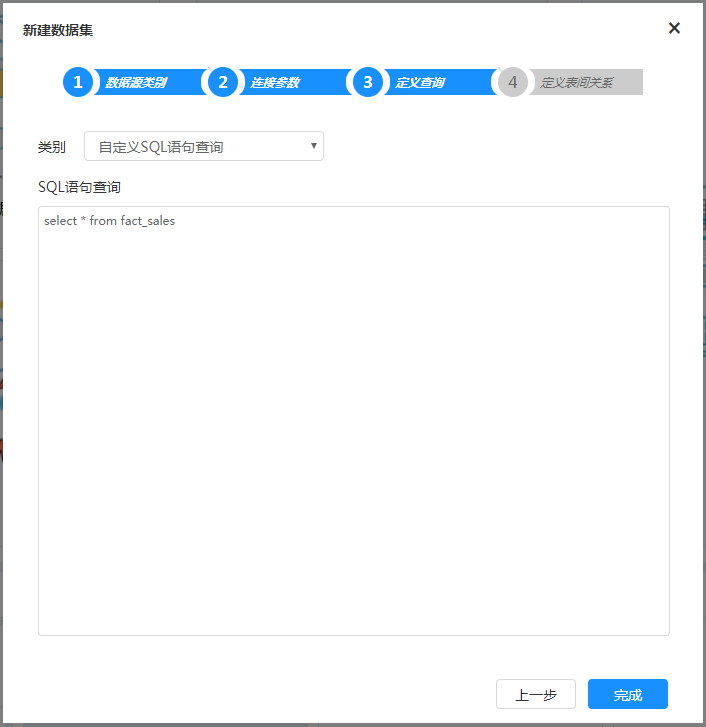 新建数据集
×
1 数据源类别 2 连接参数 3 定义查询 4 定义表间关系
类别 自定义SQL语句查询
SQL语句查询
select * from fact_sales
上一步 完成